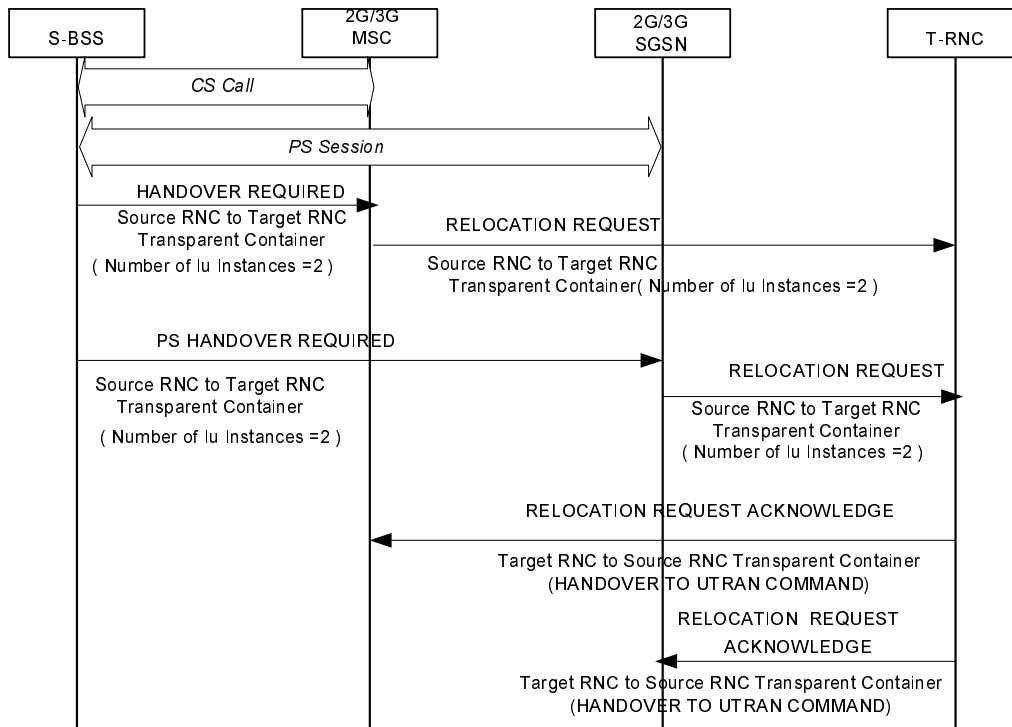 S-BSS
2G/3G
MSC
2G/3G
SGSN
T-RNC
CS Call
PS Session
HANDOVER REQUIRED
Source RNC to Target RNC
Transparent Container
( Number of Iu Instances =2 )
RELOCATION REQUEST
Source RNC to Target RNC
Transparent Container( Number of Iu Instances =2 )
PS HANDOVER REQUIRED
Source RNC to Target RNC
Transparent Container
( Number of Iu Instances =2 )
RELOCATION REQUEST
Source RNC to Target RNC
Transparent Container
( Number of Iu Instances =2 )
RELOCATION REQUEST ACKNOWLEDGE
Target RNC to Source RNC Transparent Container
(HANDOVER TO UTRAN COMMAND)
RELOCATION REQUEST
ACKNOWLEDGE
Target RNC to Source RNC Transparent Container
(HANDOVER TO UTRAN COMMAND)